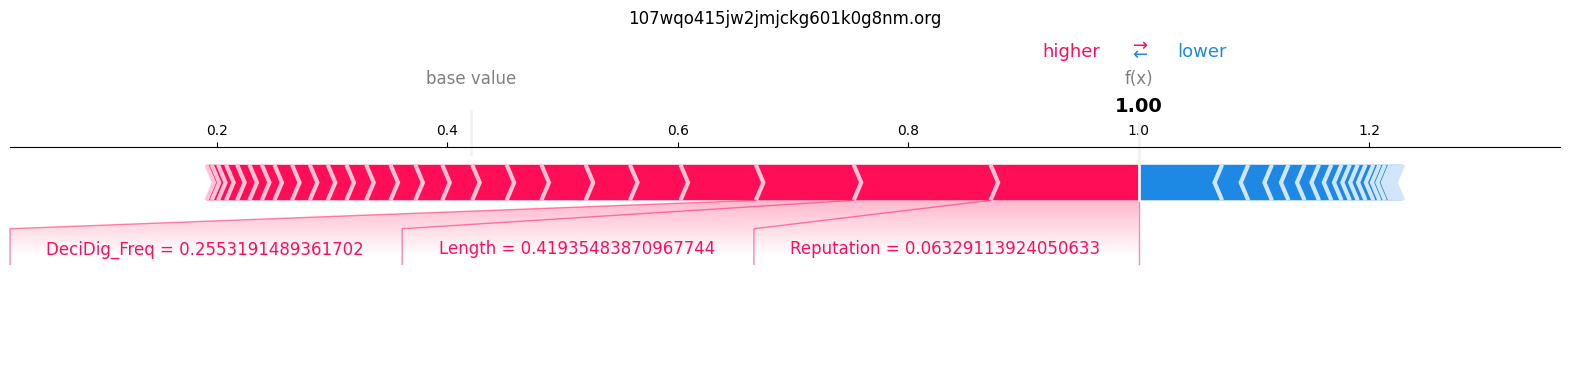 107wqo415jw2jmjckg601k0g8nm.org
higher → ← lower
base value f(x)
1.00
0.2 0.4 0.6 0.8 1.0 1.2
DeciDig_Freq = 0.2553191489361702 Length = 0.41935483870967744 Reputation = 0.06329113924050633